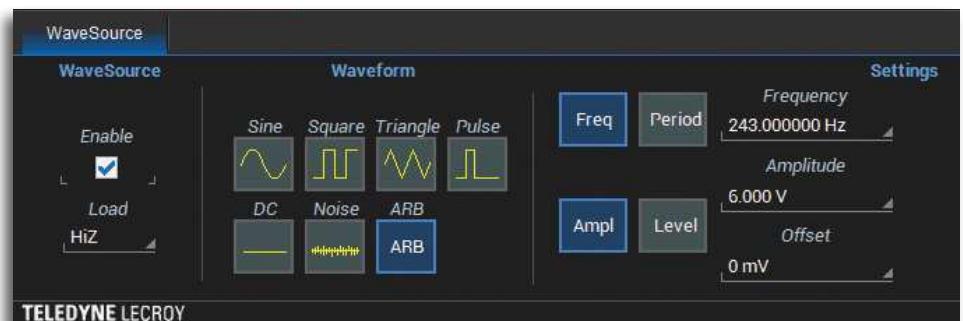 WaveSource
WaveSource
Waveform
Settings
Enable
Load
HiZ
Sine Square Triangle Pulse
DC Noise ARB
ARB
Freq Period
Frequency
243.000000 Hz
Amplitude
6.000 V
Ampl Level
Offset
0 mV
TELEDYNE LECROY